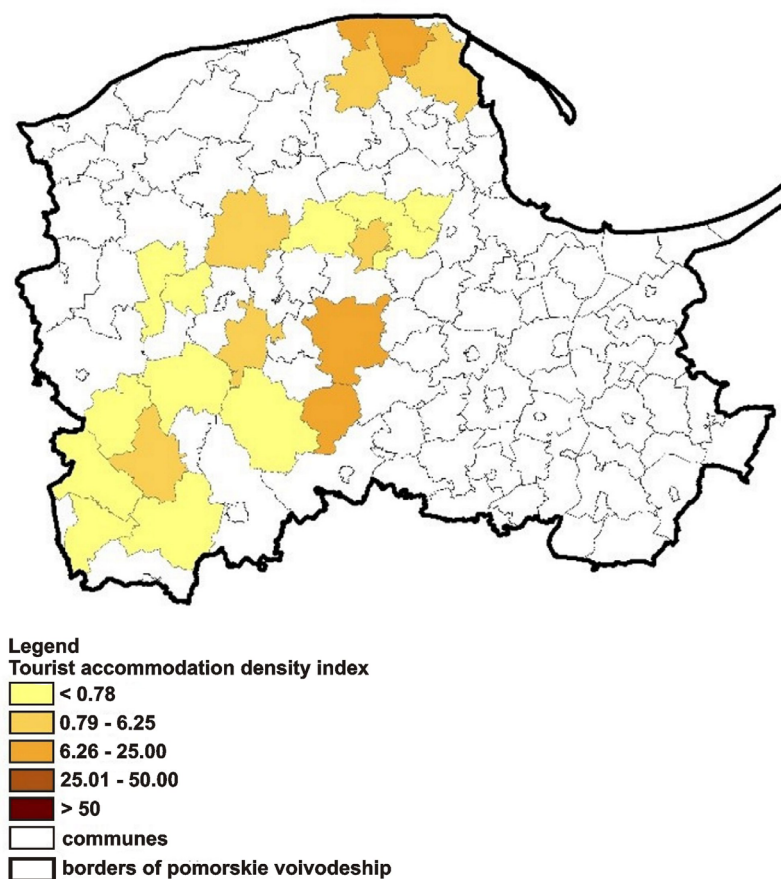 Legend
Tourist accommodation density index
< 0.78
0.79 - 6.25
6.26 - 25.00
25.01 - 50.00
> 50
communes
borders of pomorskie voivodeship